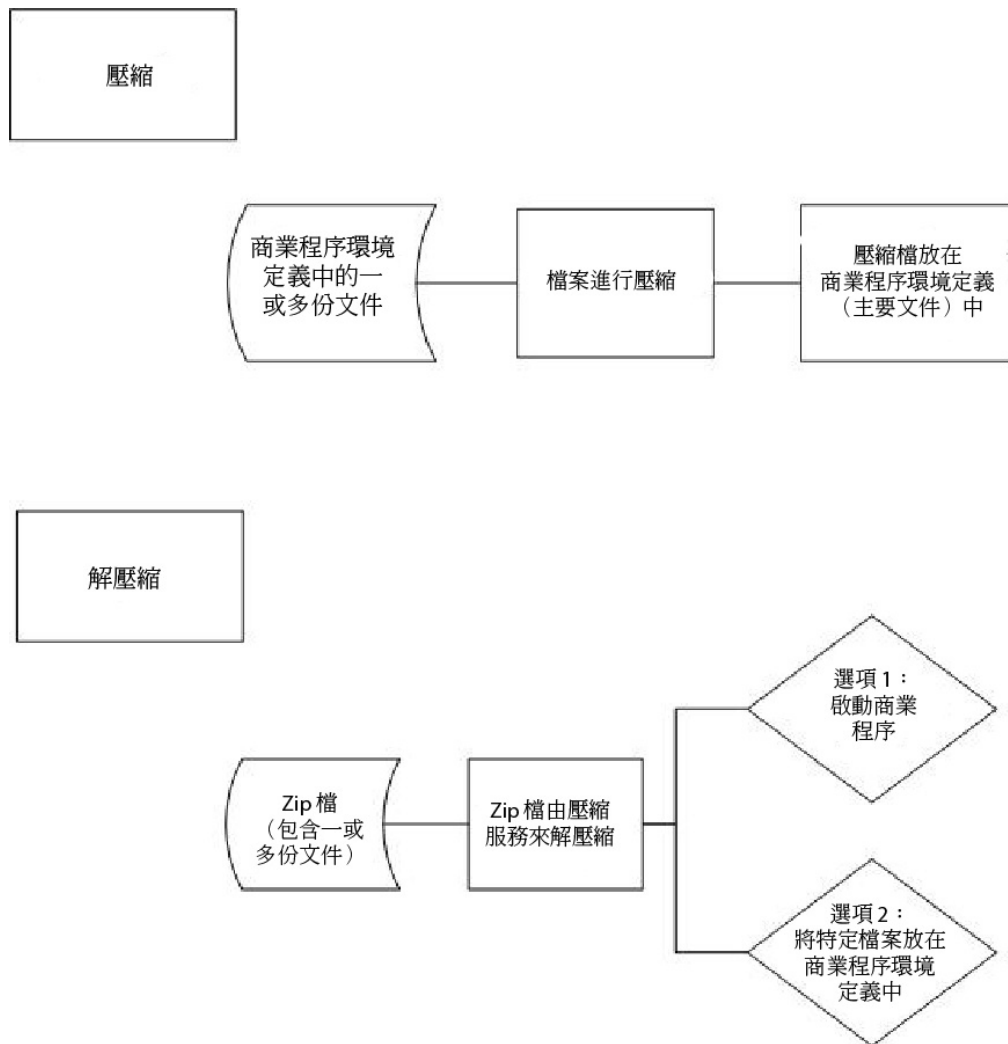 壓縮
商業程序環境
定義中的一
或多份文件
檔案進行壓縮
壓縮檔放在
商業程序環境定義
（主要文件）中
解壓縮
Zip 檔
（包含一或
多份文件）
Zip 檔由壓縮
服務來解壓縮
選項 1：
啟動商業
程序
選項 2：
將特定檔案放在
商業程序環境
定義中